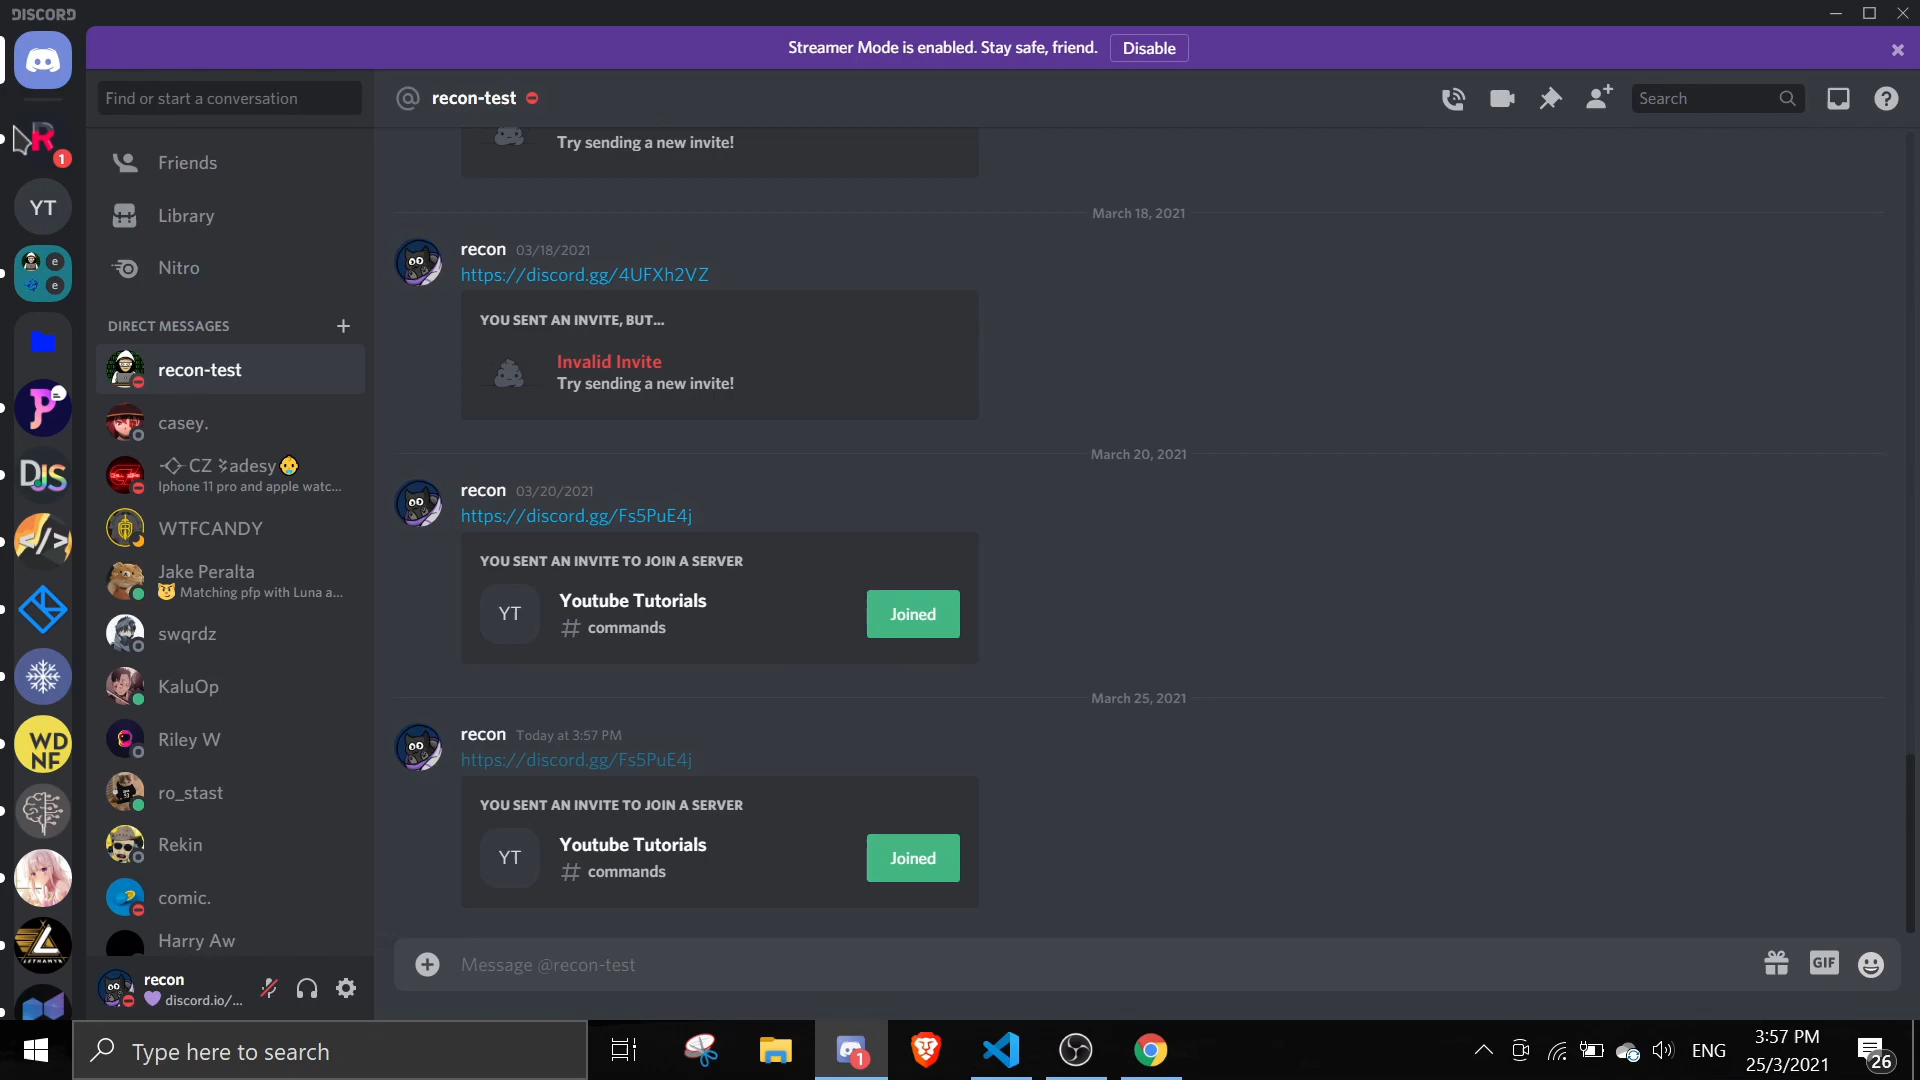 DISCORD
Streamer Mode is enabled. Stay safe, friend.
Disable
Find or start a conversation
recon-test
Search
R
1
YT
e
e
DJS
</>
WD
NF
Friends
Library
Nitro
DIRECT MESSAGES
recon-test
casey.
CZ
adesy
Iphone 11 pro and apple watc...
WTFCANDY
Jake Peralta
Matching pfp with Luna a...
swqrdz
KaluOp
Riley W
ro_stast
Rekin
comic.
Harry Aw
recon
discord.io/...
Try sending a new invite!
March 18, 2021
recon 03/18/2021
https://discord.gg/4UFXh2VZ
YOU SENT AN INVITE, BUT...
Invalid Invite
Try sending a new invite!
March 20, 2021
recon 03/20/2021
https://discord.gg/Fs5PuE4j
YOU SENT AN INVITE TO JOIN A SERVER
YT
Youtube Tutorials
# commands
Joined
March 25, 2021
recon Today at 3:57 PM
https://discord.gg/Fs5PuE4j
YOU SENT AN INVITE TO JOIN A SERVER
YT
Youtube Tutorials
# commands
Joined
Message @recon-test
GIF
Type here to search
1
ENG
3:57 PM
25/3/2021
26